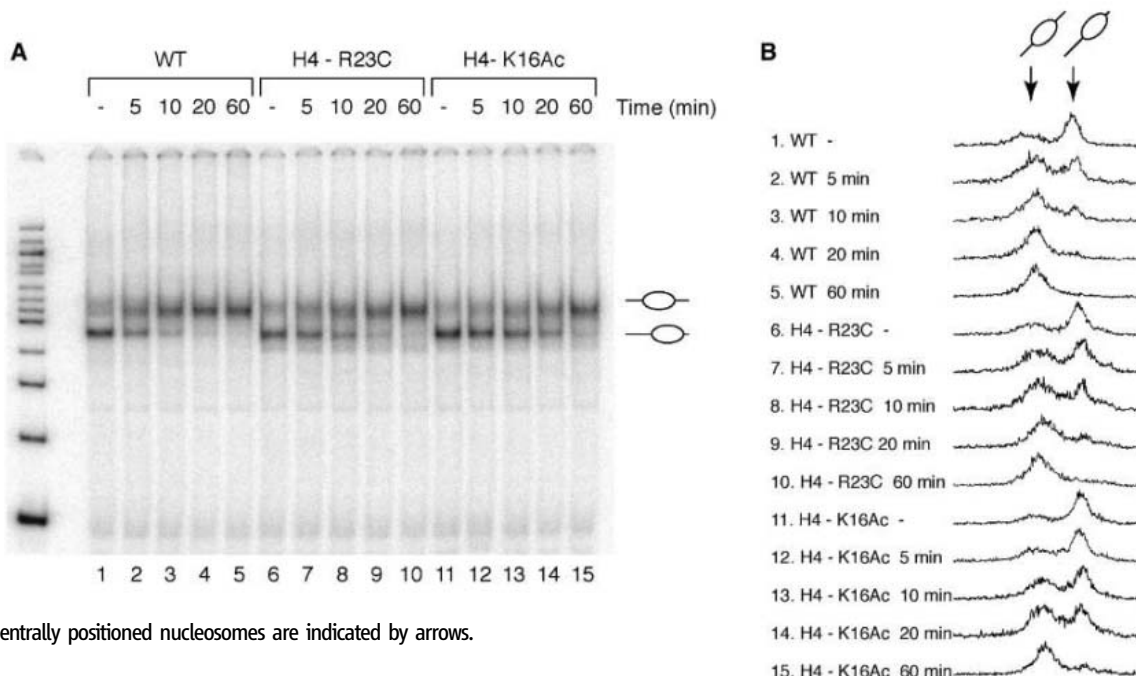 A
WT H4 - R23C H4- K16Ac
- 5 10 20 60 - 5 10 20 60 - 5 10 20 60 Time (min)
1 2 3 4 5 6 7 8 9 10 11 12 13 14 15
entrally positioned nucleosomes are indicated by arrows.
B
1. WT -
2. WT 5 min
3. WT 10 min
4. WT 20 min
5. WT 60 min
6. H4 - R23C -
7. H4 - R23C 5 min
8. H4 - R23C 10 min
9. H4 - R23C 20 min
10. H4 - R23C 60 min
11. H4 - K16Ac -
12. H4 - K16Ac 5 min
13. H4 - K16Ac 10 min
14. H4 - K16Ac 20 min
15. H4 - K16Ac 60 min